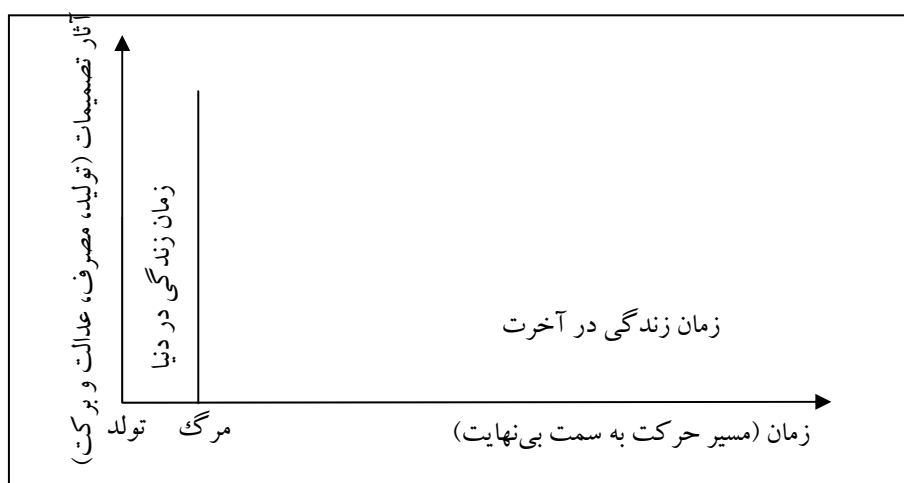 آثار تصمیمات (تولید، مصرف، عدالت و برکت)
زمان زندگی در دنیا
زمان زندگی در آخرت
تولد
مرگ
زمان (مسیر حرکت به سمت بی‌نهایت)